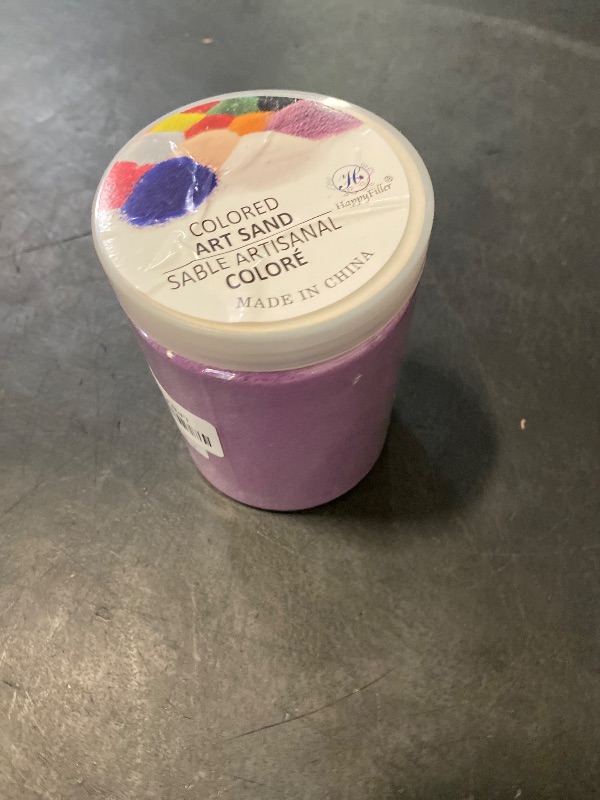 H
HappyFiller®
COLORED
ART SAND
SABLE ARTISANAL
COLORÉ
MADE IN CHINA